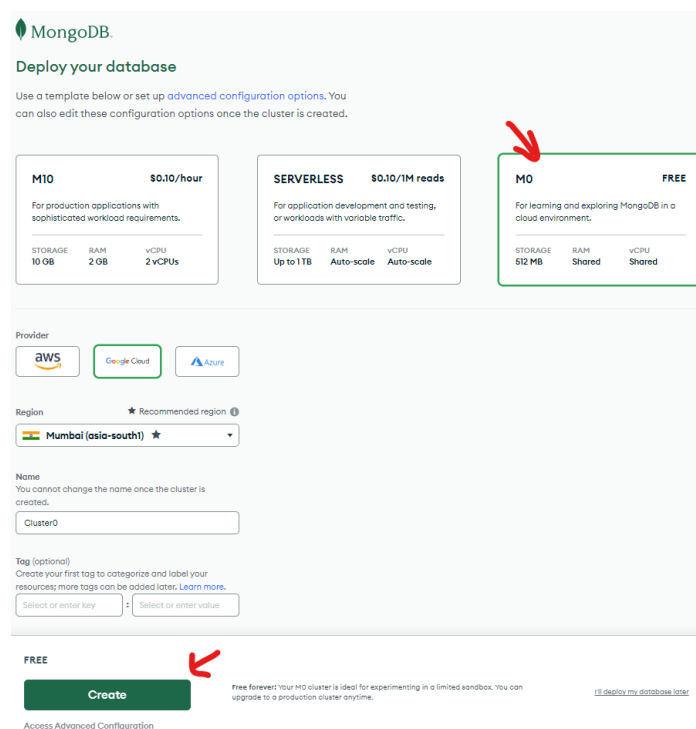 MongoDB.
Deploy your database
Use a template below or set up advanced configuration options. You
can also edit these configuration options once the cluster is created.
M10 $0.10/hour
For production applications with
sophisticated workload requirements.
STORAGE RAM vCPU
10 GB 2 GB 2 vCPUs
SERVERLESS $0.10/1M reads
For application development and testing,
or workloads with variable traffic.
STORAGE RAM vCPU
Up to 1 TB Auto-scale Auto-scale
M0 FREE
For learning and exploring MongoDB in a
cloud environment.
STORAGE RAM vCPU
512 MB Shared Shared
Provider
aws
Google Cloud
Azure
Region ★ Recommended region
Mumbai (asia-south1) ★
Name
You cannot change the name once the cluster is
created.
Cluster0
Tag (optional)
Create your first tag to categorize and label your
resources; more tags can be added later. Learn more.
Select or enter key : Select or enter value
FREE
Create
Access Advanced Configuration
Free forever! Your M0 cluster is ideal for experimenting in a limited sandbox. You can
upgrade to a production cluster anytime.
I'll deploy my database later